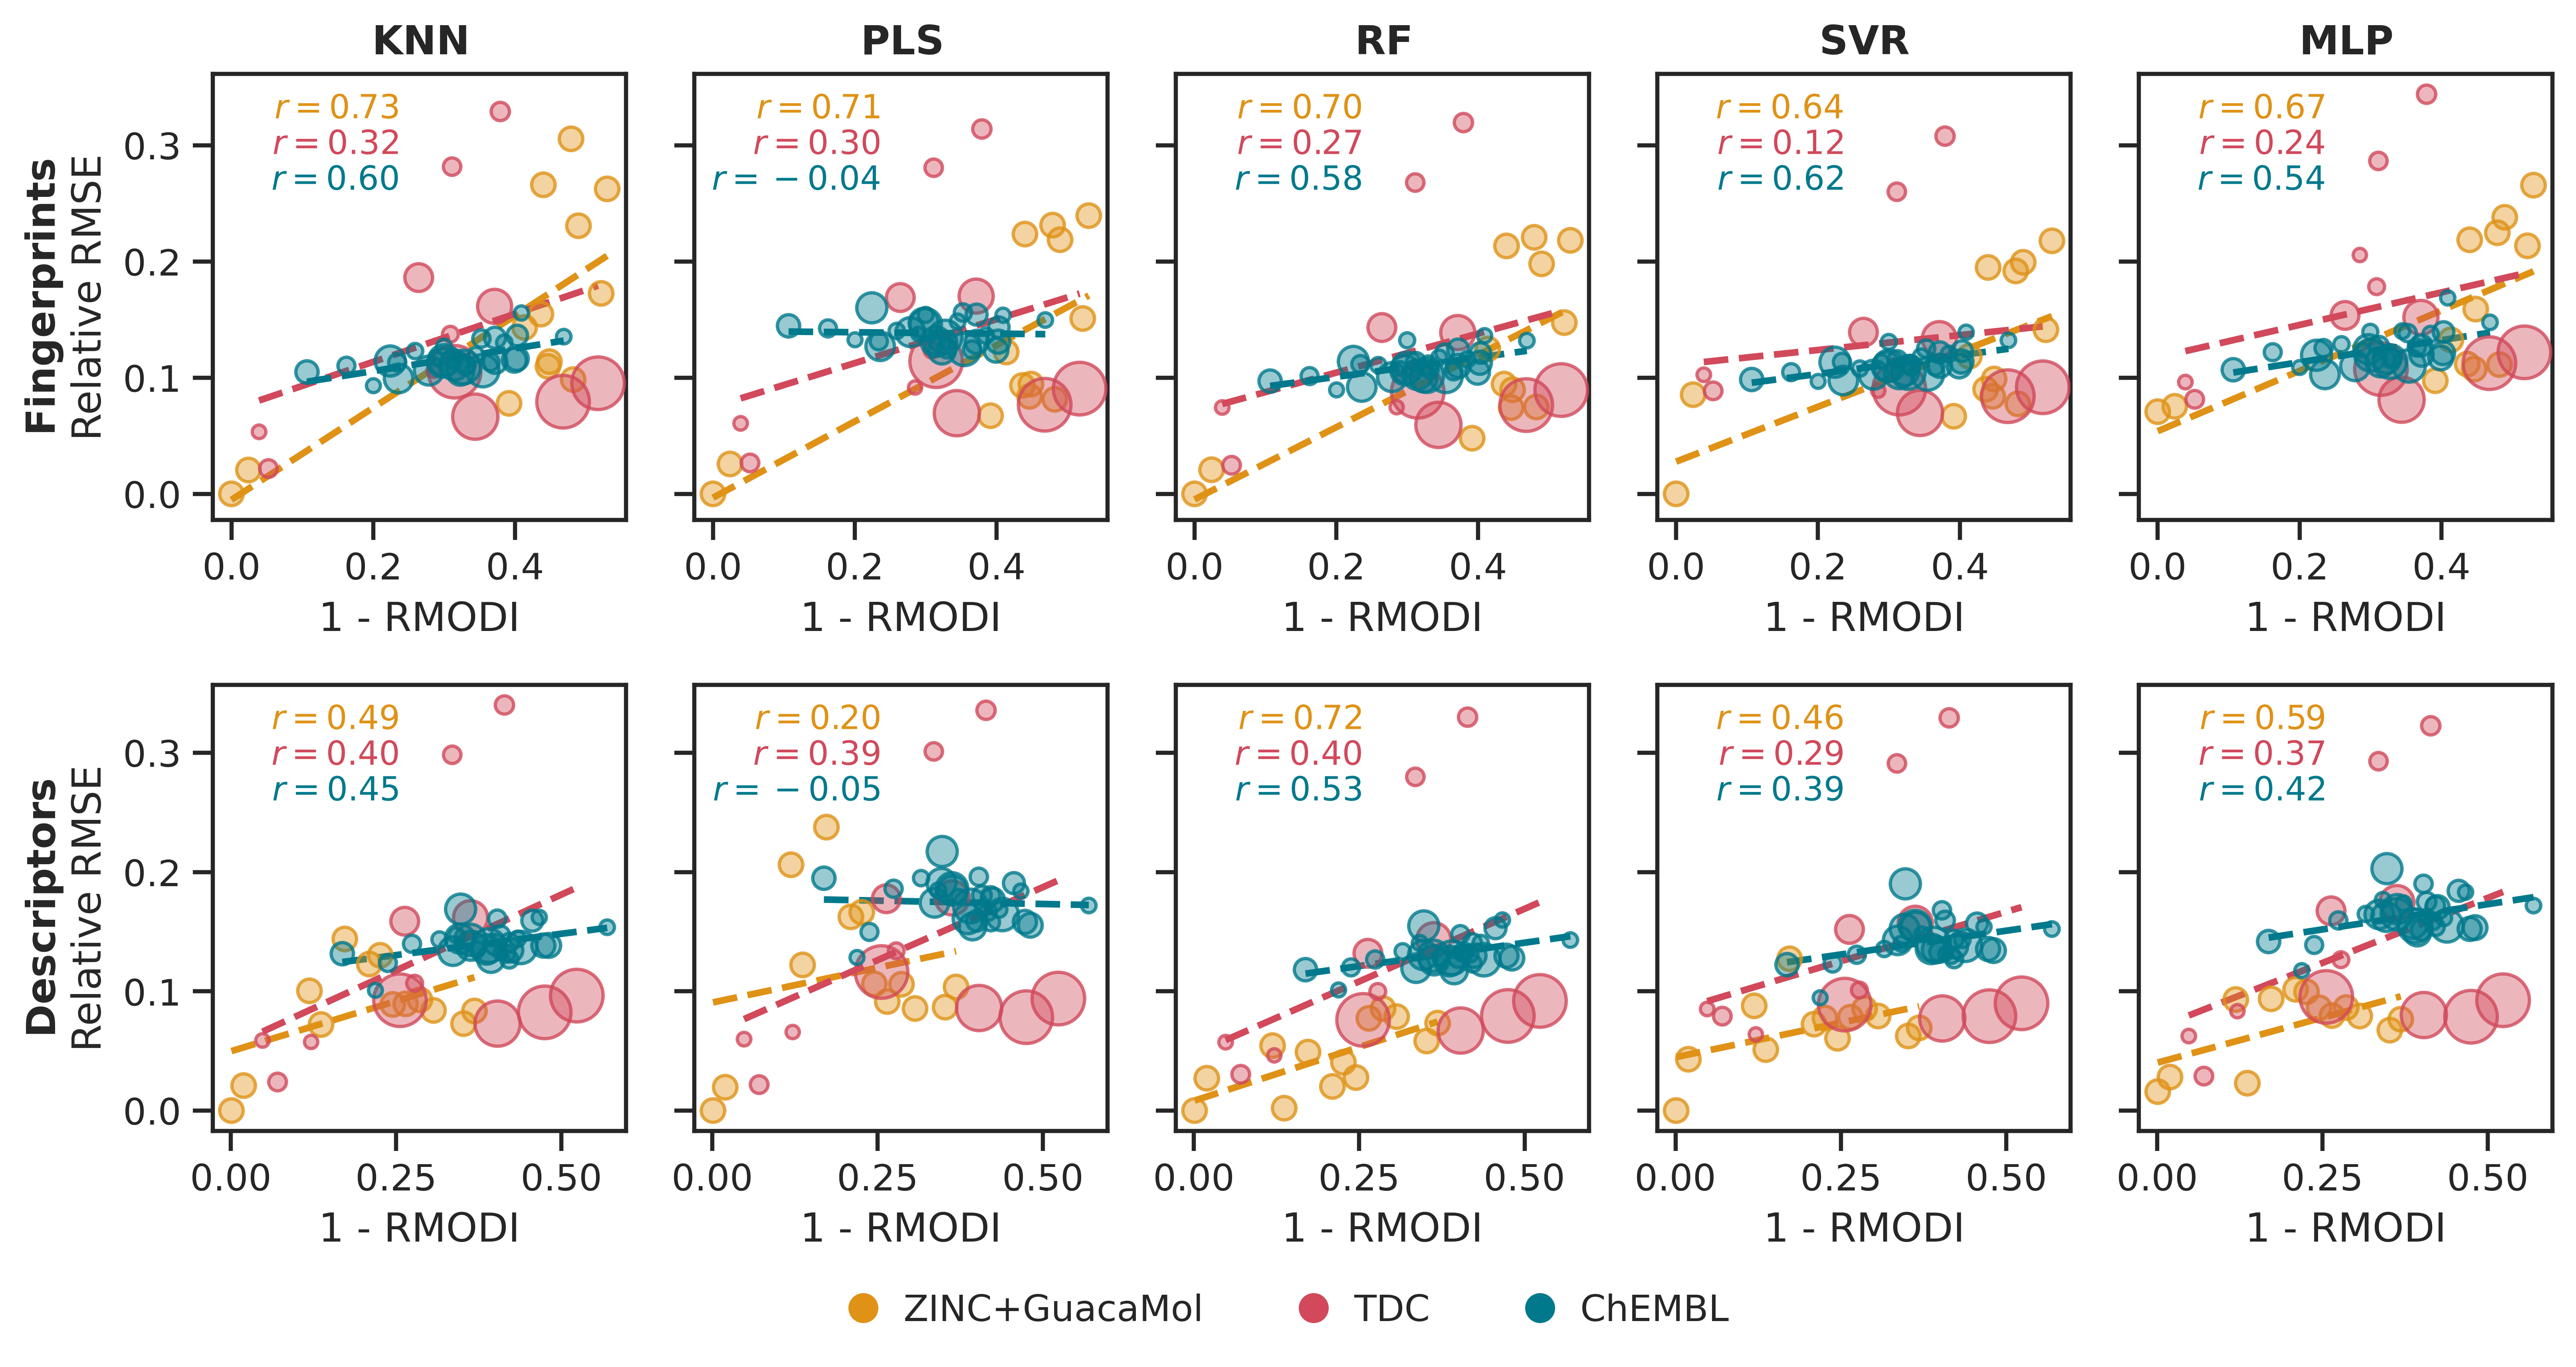 KNN PLS RF SVR MLP
r = 0.73 r = 0.71 r = 0.70 r = 0.64 r = 0.67
r = 0.32 r = 0.30 r = 0.27 r = 0.12 r = 0.24
r = 0.60 r = −0.04 r = 0.58 r = 0.62 r = 0.54
Fingerprints
Relative RMSE
0.3
0.2
0.1
0.0
0.0 0.2 0.4 0.0 0.2 0.4 0.0 0.2 0.4 0.0 0.2 0.4 0.0 0.2 0.4
1 - RMODI 1 - RMODI 1 - RMODI 1 - RMODI 1 - RMODI
r = 0.49 r = 0.20 r = 0.72 r = 0.46 r = 0.59
r = 0.40 r = 0.39 r = 0.40 r = 0.29 r = 0.37
r = 0.45 r = −0.05 r = 0.53 r = 0.39 r = 0.42
Descriptors
Relative RMSE
0.3
0.2
0.1
0.0
0.00 0.25 0.50 0.00 0.25 0.50 0.00 0.25 0.50 0.00 0.25 0.50 0.00 0.25 0.50
1 - RMODI 1 - RMODI 1 - RMODI 1 - RMODI 1 - RMODI
ZINC+GuacaMol TDC ChEMBL